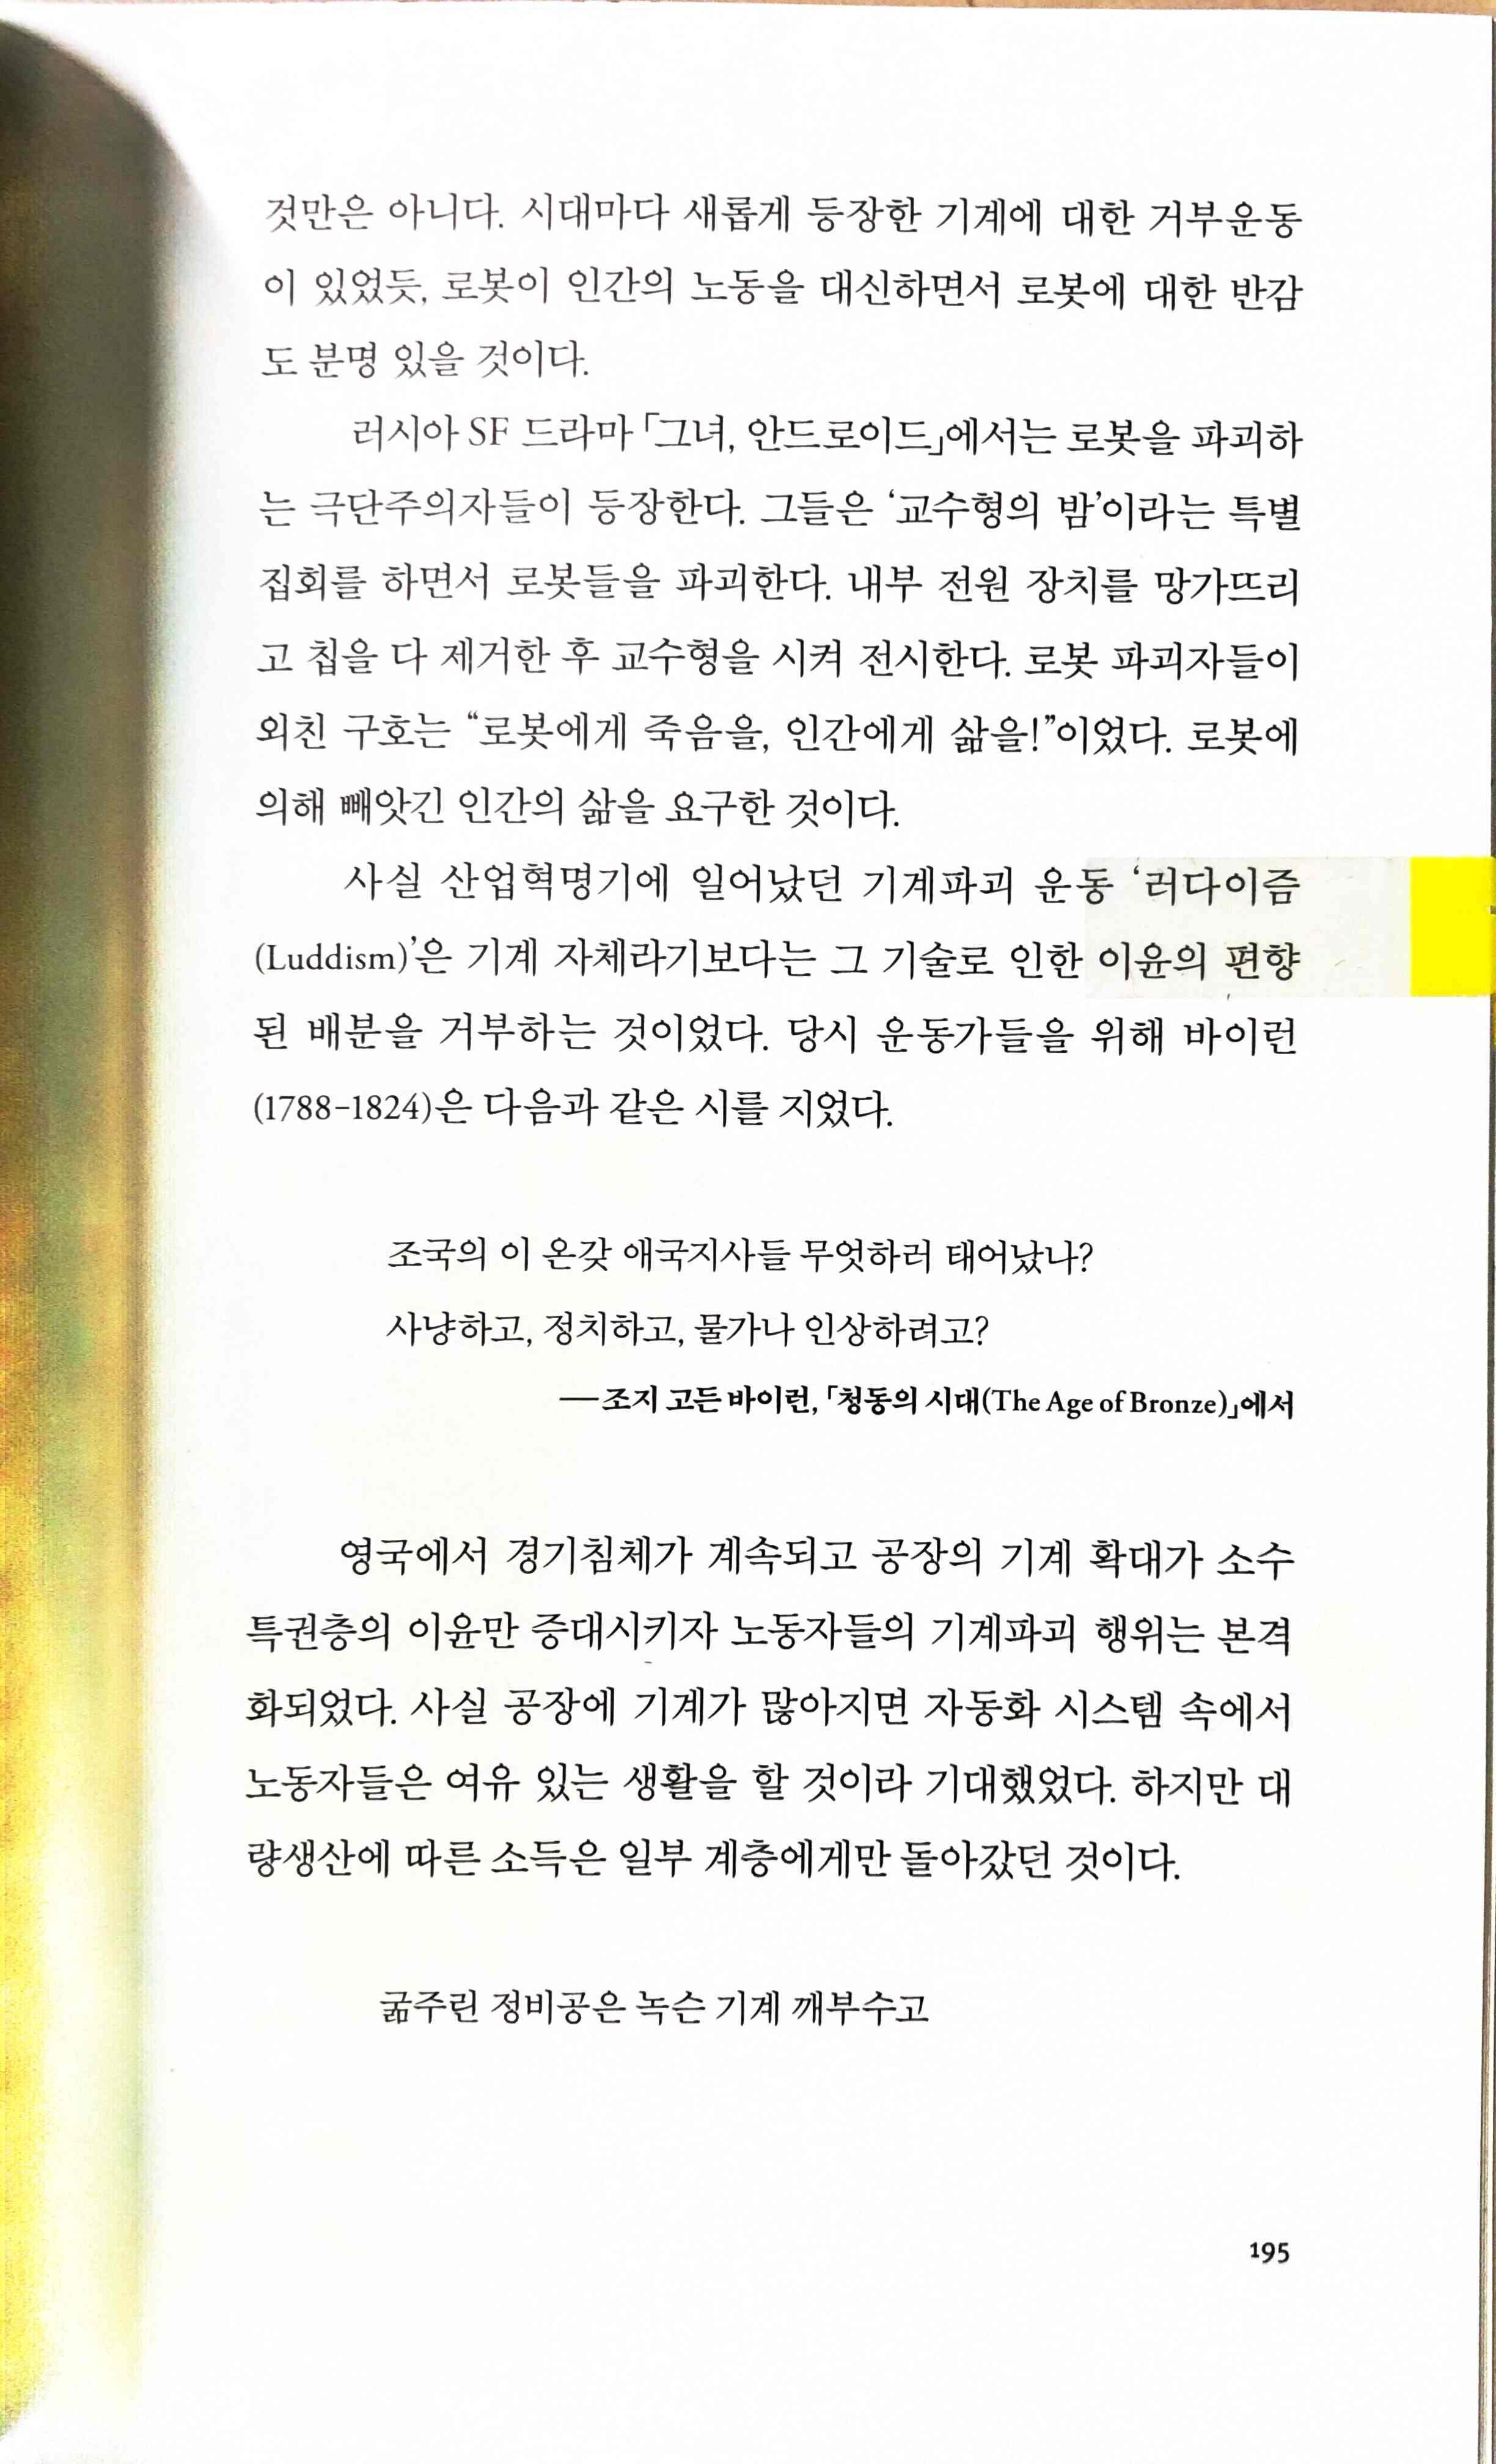 것만은 아니다. 시대마다 새롭게 등장한 기계에 대한 거부운동
이 있었듯, 로봇이 인간의 노동을 대신하면서 로봇에 대한 반감
도 분명 있을 것이다.
러시아 SF 드라마 「그녀, 안드로이드」에서는 로봇을 파괴하
는 극단주의자들이 등장한다. 그들은 ‘교수형의 밤’이라는 특별
집회를 하면서 로봇들을 파괴한다. 내부 전원 장치를 망가뜨리
고 칩을 다 제거한 후 교수형을 시켜 전시한다. 로봇 파괴자들이
외친 구호는 “로봇에게 죽음을, 인간에게 삶을!”이었다. 로봇에
의해 빼앗긴 인간의 삶을 요구한 것이다.
사실 산업혁명기에 일어났던 기계파괴 운동 ‘러다이즘
(Luddism)’은 기계 자체라기보다는 그 기술로 인한 이윤의 편향
된 배분을 거부하는 것이었다. 당시 운동가들을 위해 바이런
(1788-1824)은 다음과 같은 시를 지었다.
조국의 이 온갖 애국지사들 무엇하러 태어났나?
사냥하고, 정치하고, 물가나 인상하려고?
—조지 고든 바이런, 「청동의 시대(The Age of Bronze)」에서
영국에서 경기침체가 계속되고 공장의 기계 확대가 소수
특권층의 이윤만 증대시키자 노동자들의 기계파괴 행위는 본격
화되었다. 사실 공장에 기계가 많아지면 자동화 시스템 속에서
노동자들은 여유 있는 생활을 할 것이라 기대했었다. 하지만 대
량생산에 따른 소득은 일부 계층에게만 돌아갔던 것이다.
굶주린 정비공은 녹슨 기계 깨부수고
195